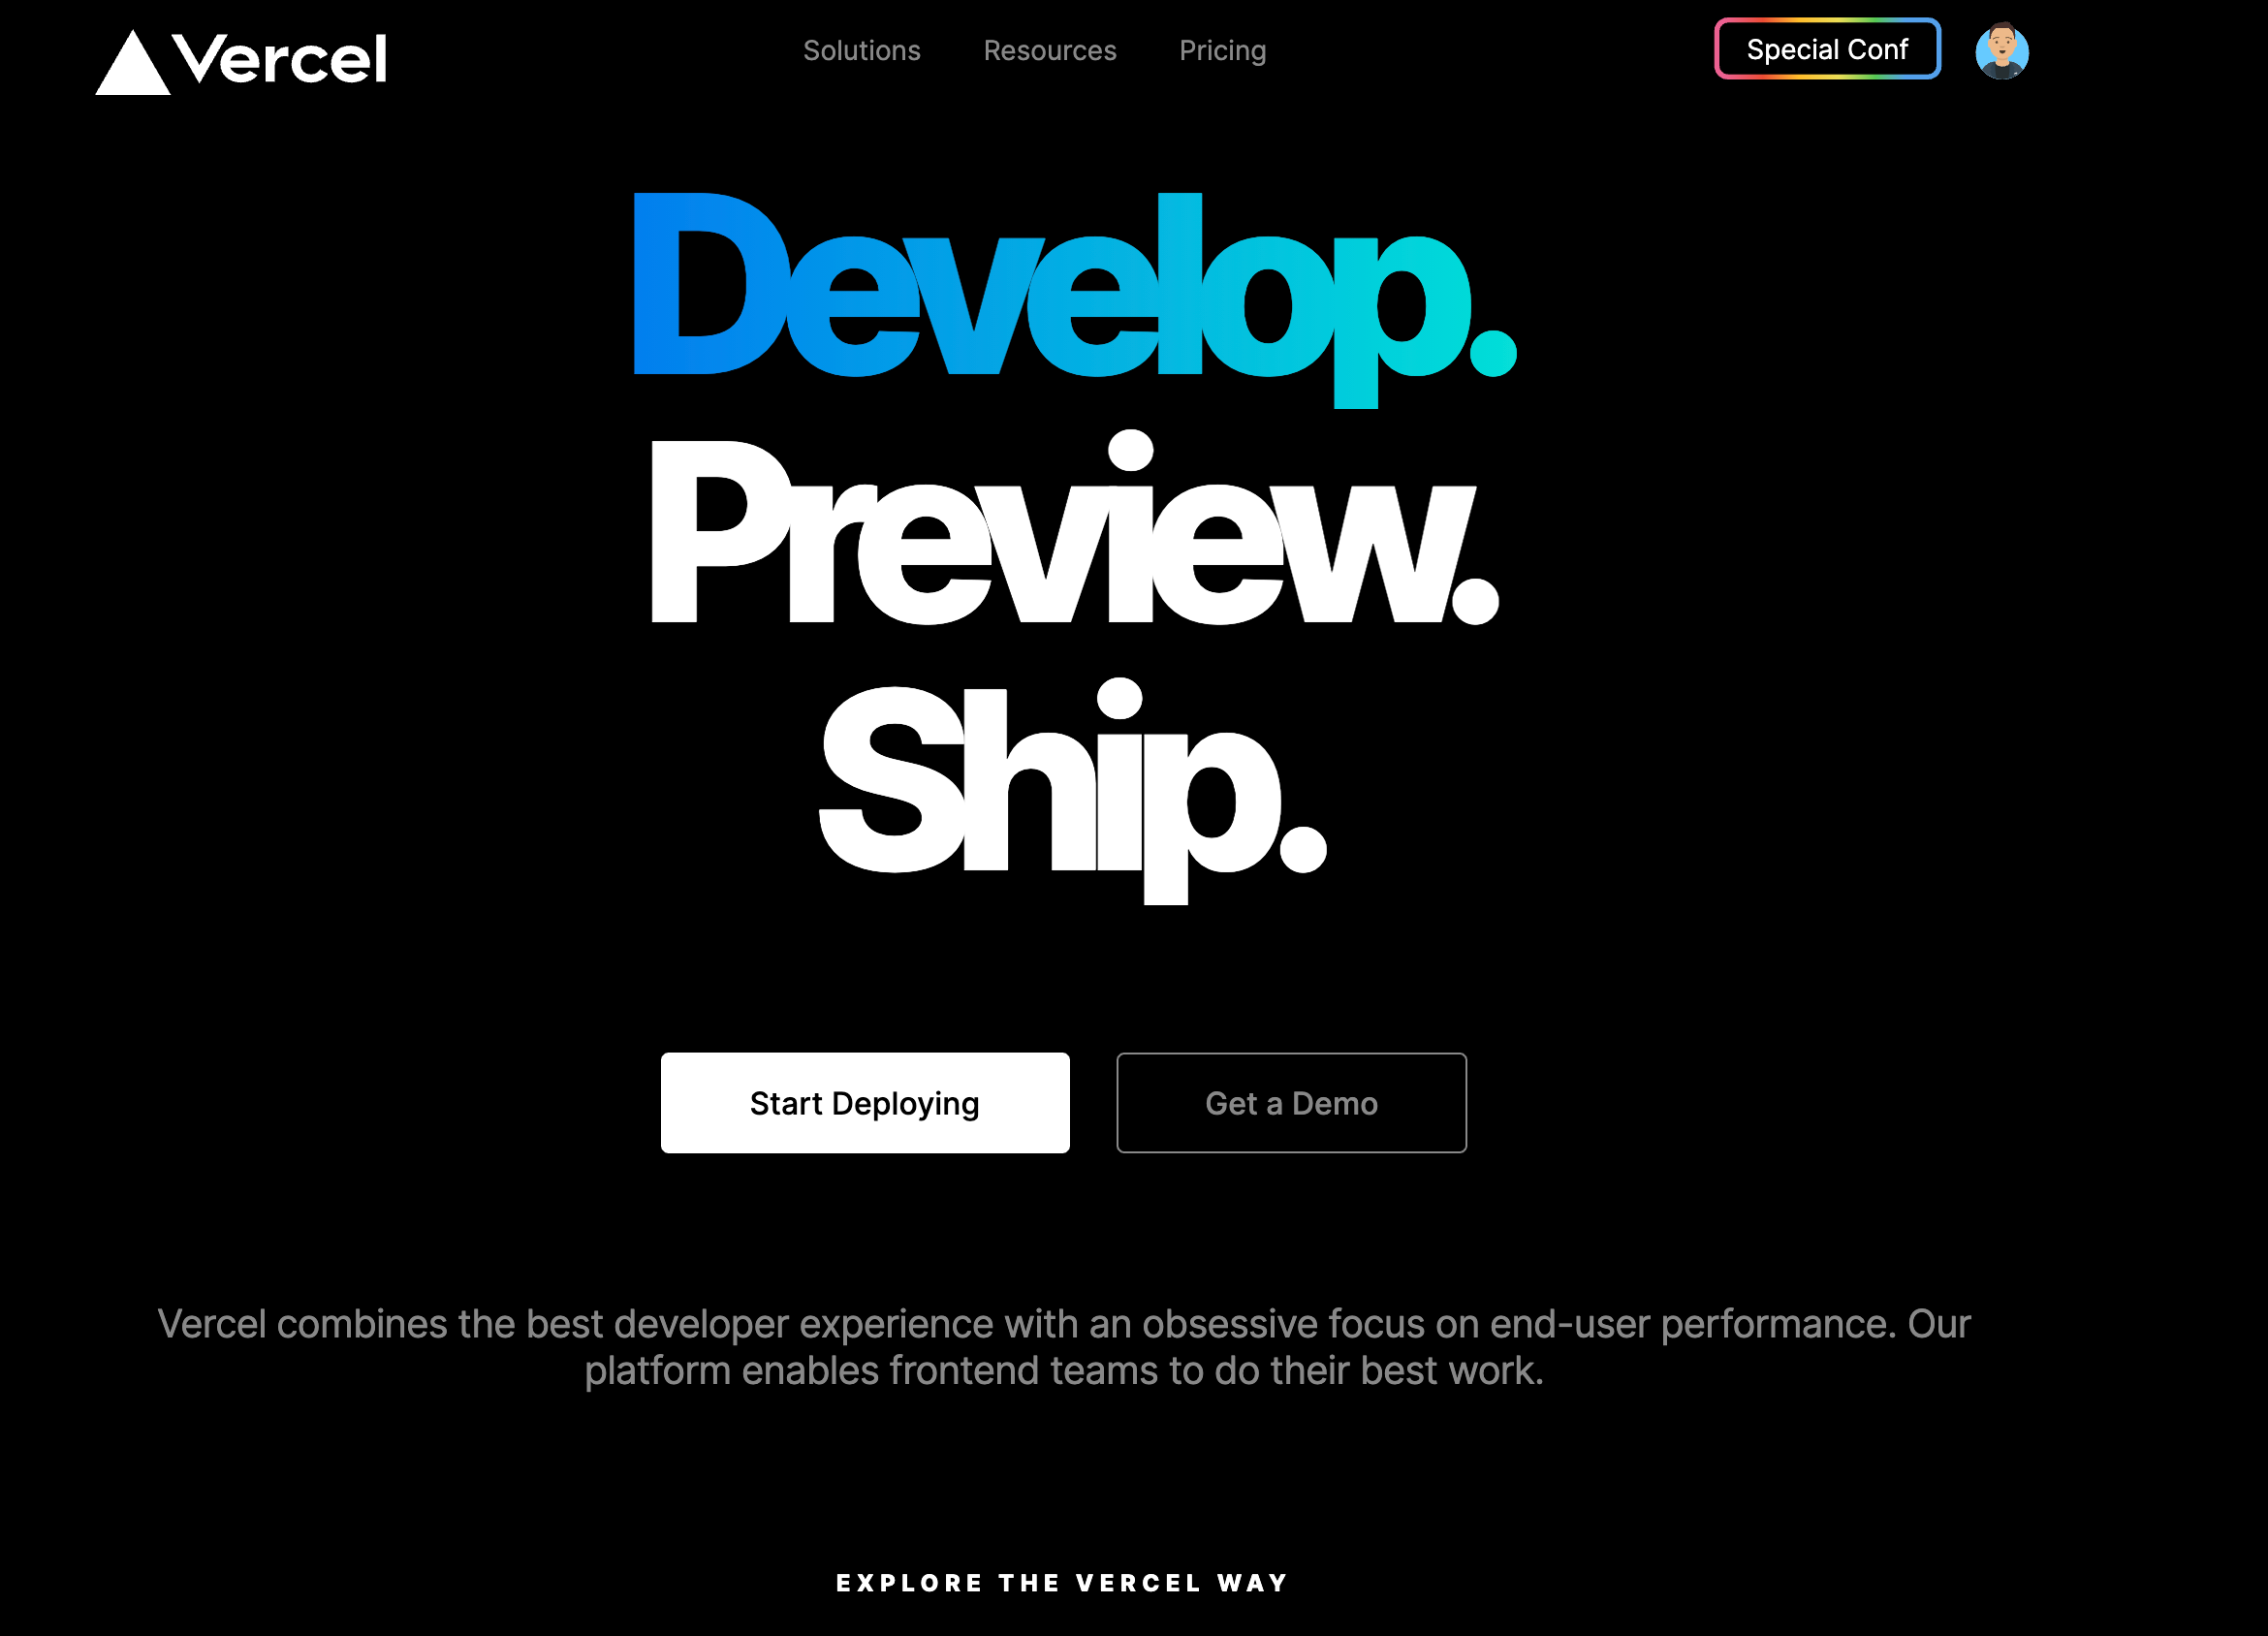 Vercel
Solutions Resources Pricing
Special Conf
Develop.
Preview.
Ship.
Start Deploying
Get a Demo
Vercel combines the best developer experience with an obsessive focus on end-user performance. Our
platform enables frontend teams to do their best work.
EXPLORE THE VERCEL WAY